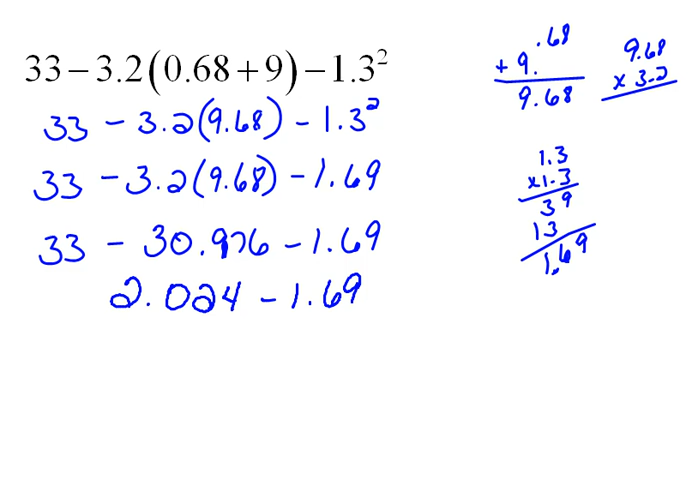 33 − 3.2(0.68 + 9) − 1.3²
33 − 3.2(9.68) − 1.3²
33 − 3.2(9.68) − 1.69
33 − 30.976 − 1.69
2.024 − 1.69
.68
+ 9.
9.68
9.68
× 3.2
1.3
×1.3
39
13
1.69